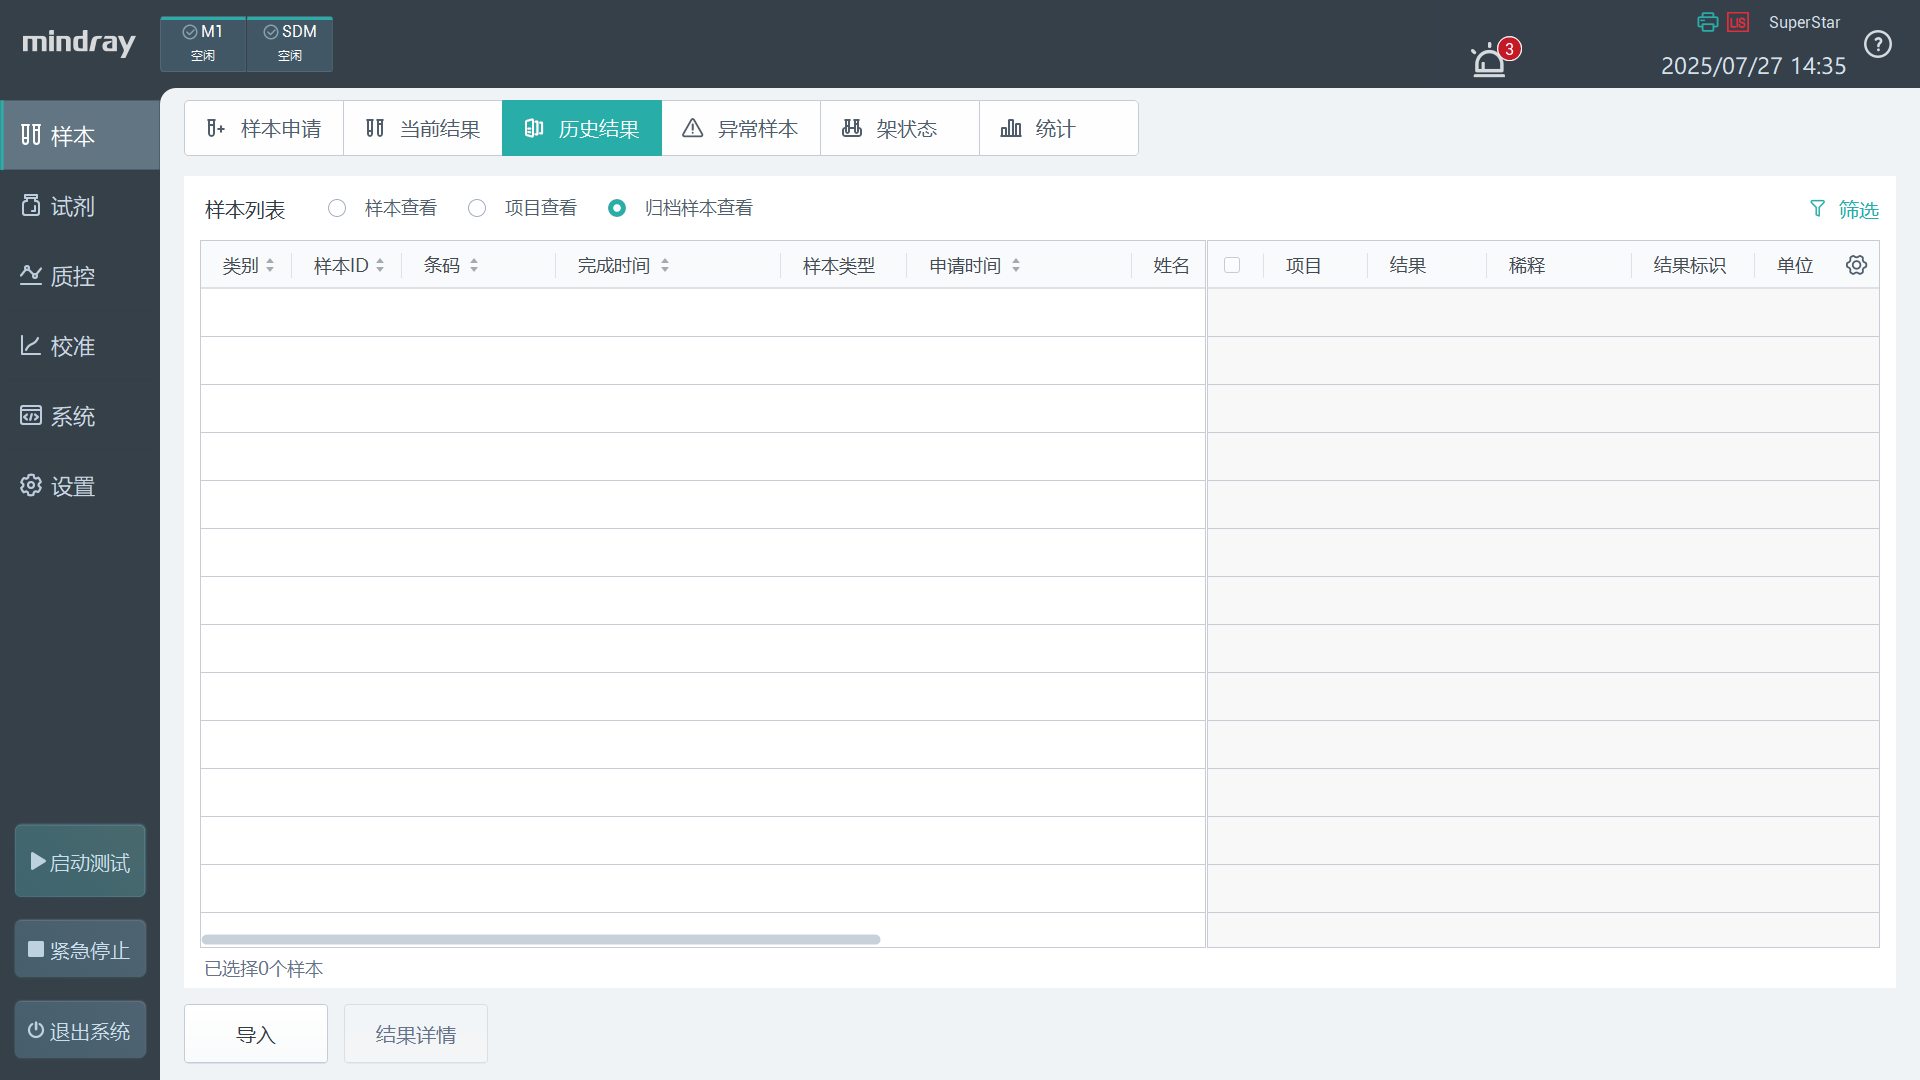 mindray
M1
空闲
SDM
空闲
3
LIS
SuperStar
2025/07/27 14:35
?
样本
试剂
质控
校准
系统
设置
启动测试
紧急停止
退出系统
样本申请
当前结果
历史结果
异常样本
架状态
统计
样本列表
样本查看
项目查看
归档样本查看
筛选
类别
样本ID
条码
完成时间
样本类型
申请时间
姓名
项目
结果
稀释
结果标识
单位
已选择0个样本
导入
结果详情